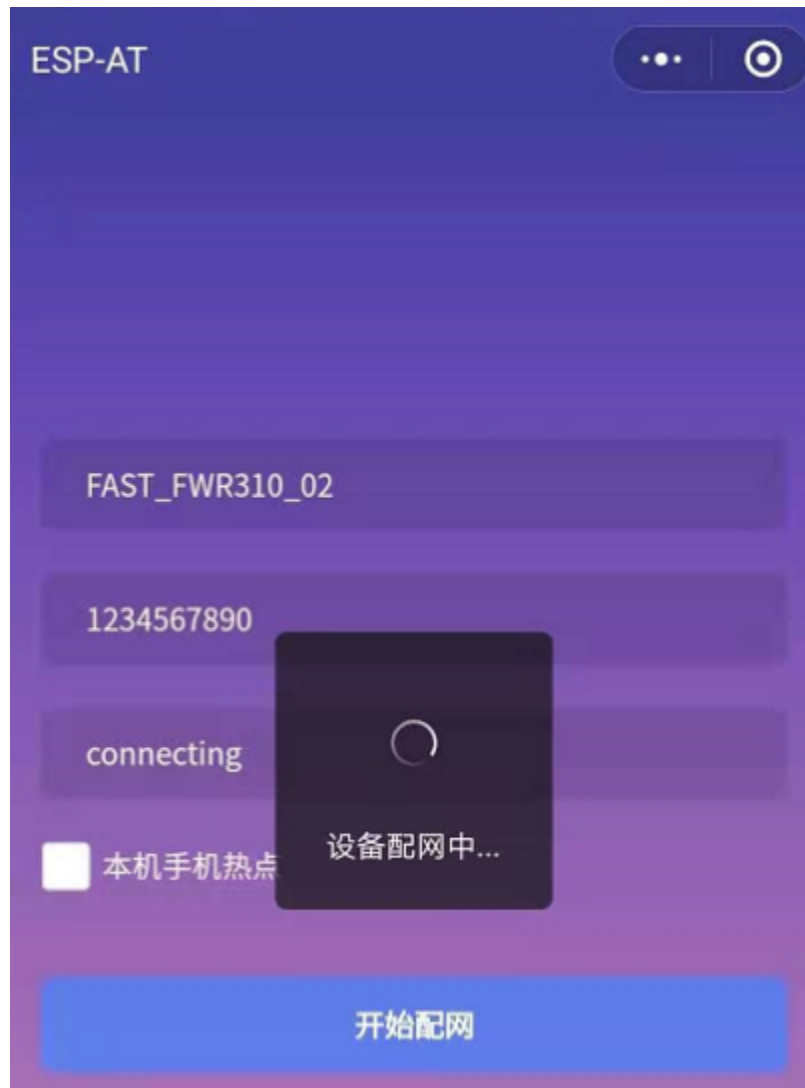 ESP-AT
FAST_FWR310_02
1234567890
connecting
设备配网中...
本机手机热点
开始配网